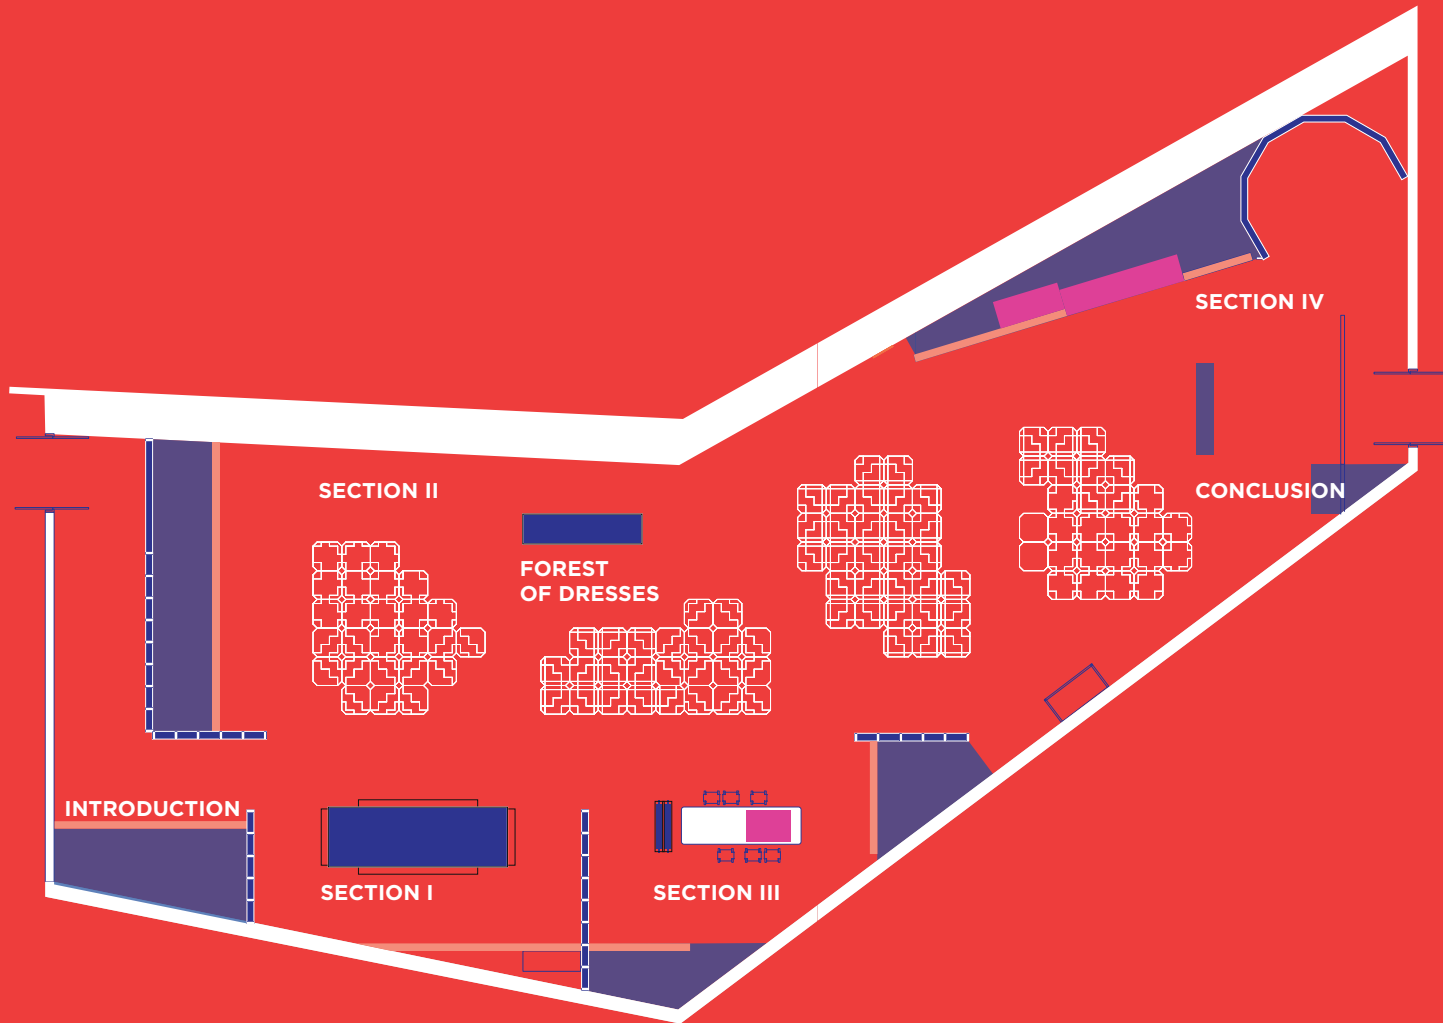 SECTION IV
SECTION II
CONCLUSION
FOREST
OF DRESSES
INTRODUCTION
SECTION I
SECTION III